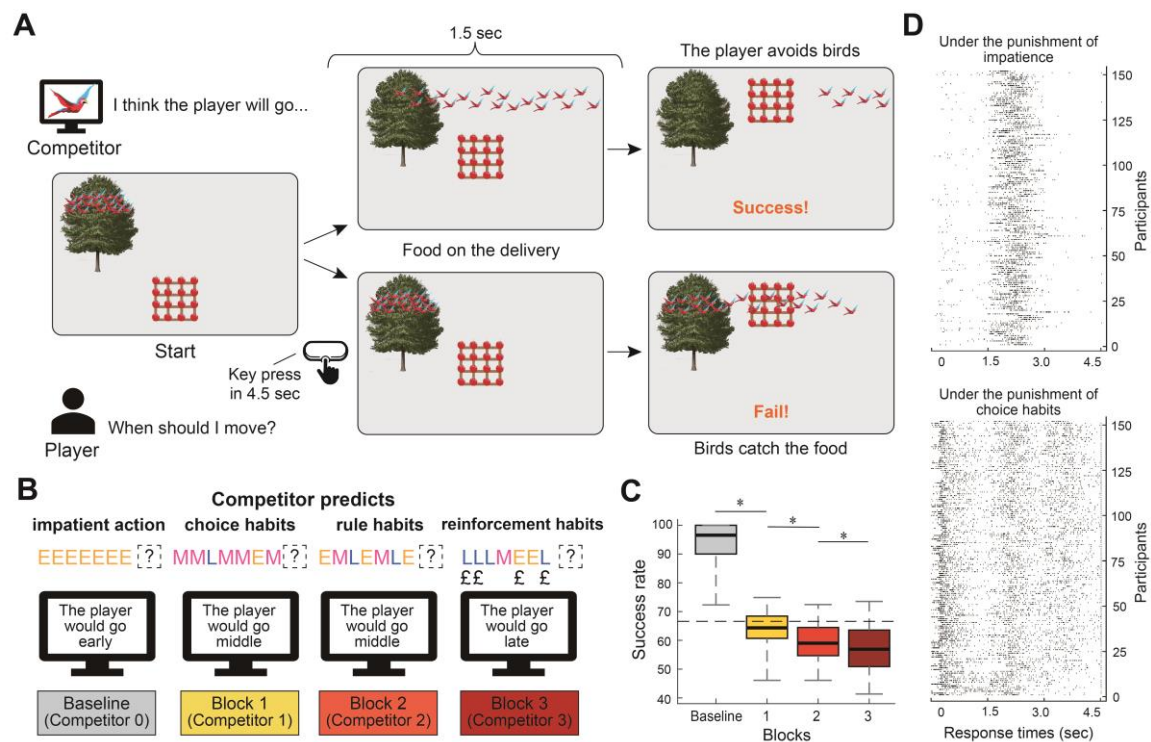 A
1.5 sec
The player avoids birds
I think the player will go...
Competitor
Success!
Start
Food on the delivery
Key press
in 4.5 sec
When should I move?
Player
Fail!
Birds catch the food
B
Competitor predicts
impatient action
choice habits
rule habits
reinforcement habits
EEEEEEE ?
MMLMMEM ?
EMLEMLE ?
LLLMEEL ?
££ £ £
The player
would go
early
The player
would go
middle
The player
would go
middle
The player
would go
late
Baseline
(Competitor 0)
Block 1
(Competitor 1)
Block 2
(Competitor 2)
Block 3
(Competitor 3)
C
* * *
100
90
80
70
60
50
40
Success rate
Baseline 1 2 3
Blocks
D
Under the punishment of
impatience
150
125
100
75
50
25
0
Participants
0 1.5 3.0 4.5
Under the punishment of
choice habits
150
125
100
75
50
25
0
Participants
0 1.5 3.0 4.5
Response times (sec)